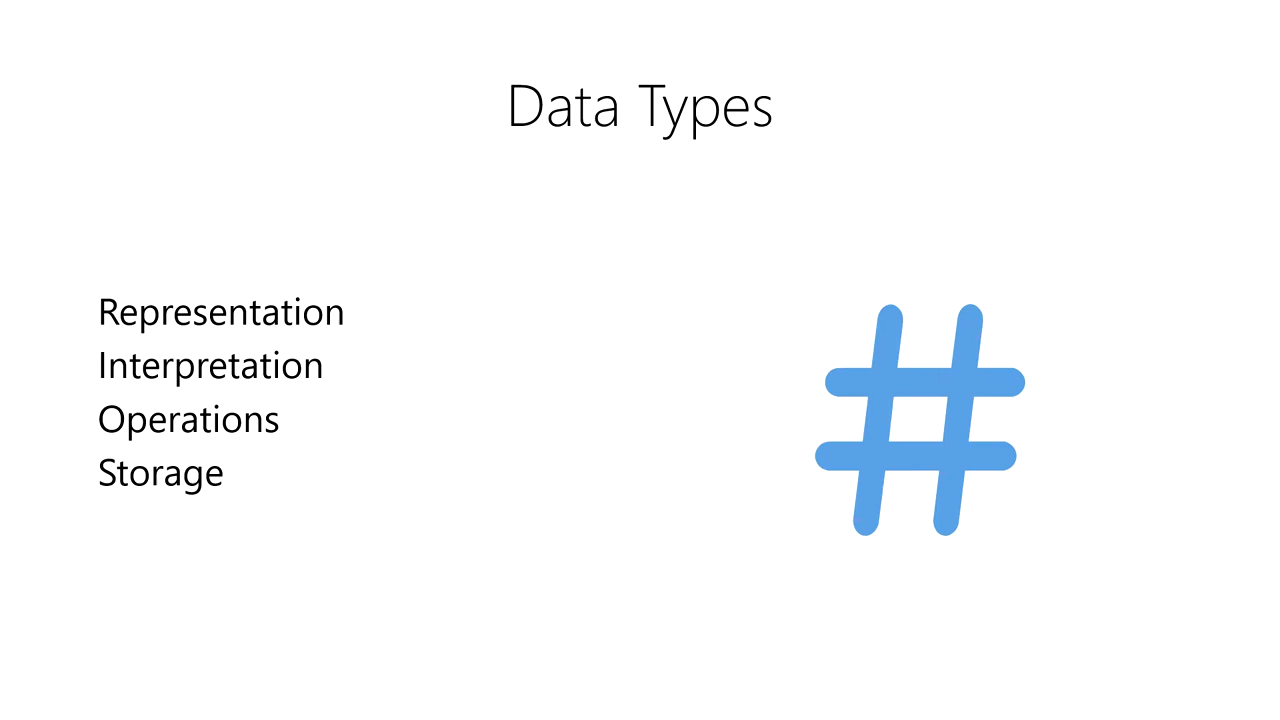 Data Types
Representation
Interpretation
Operations
Storage
#